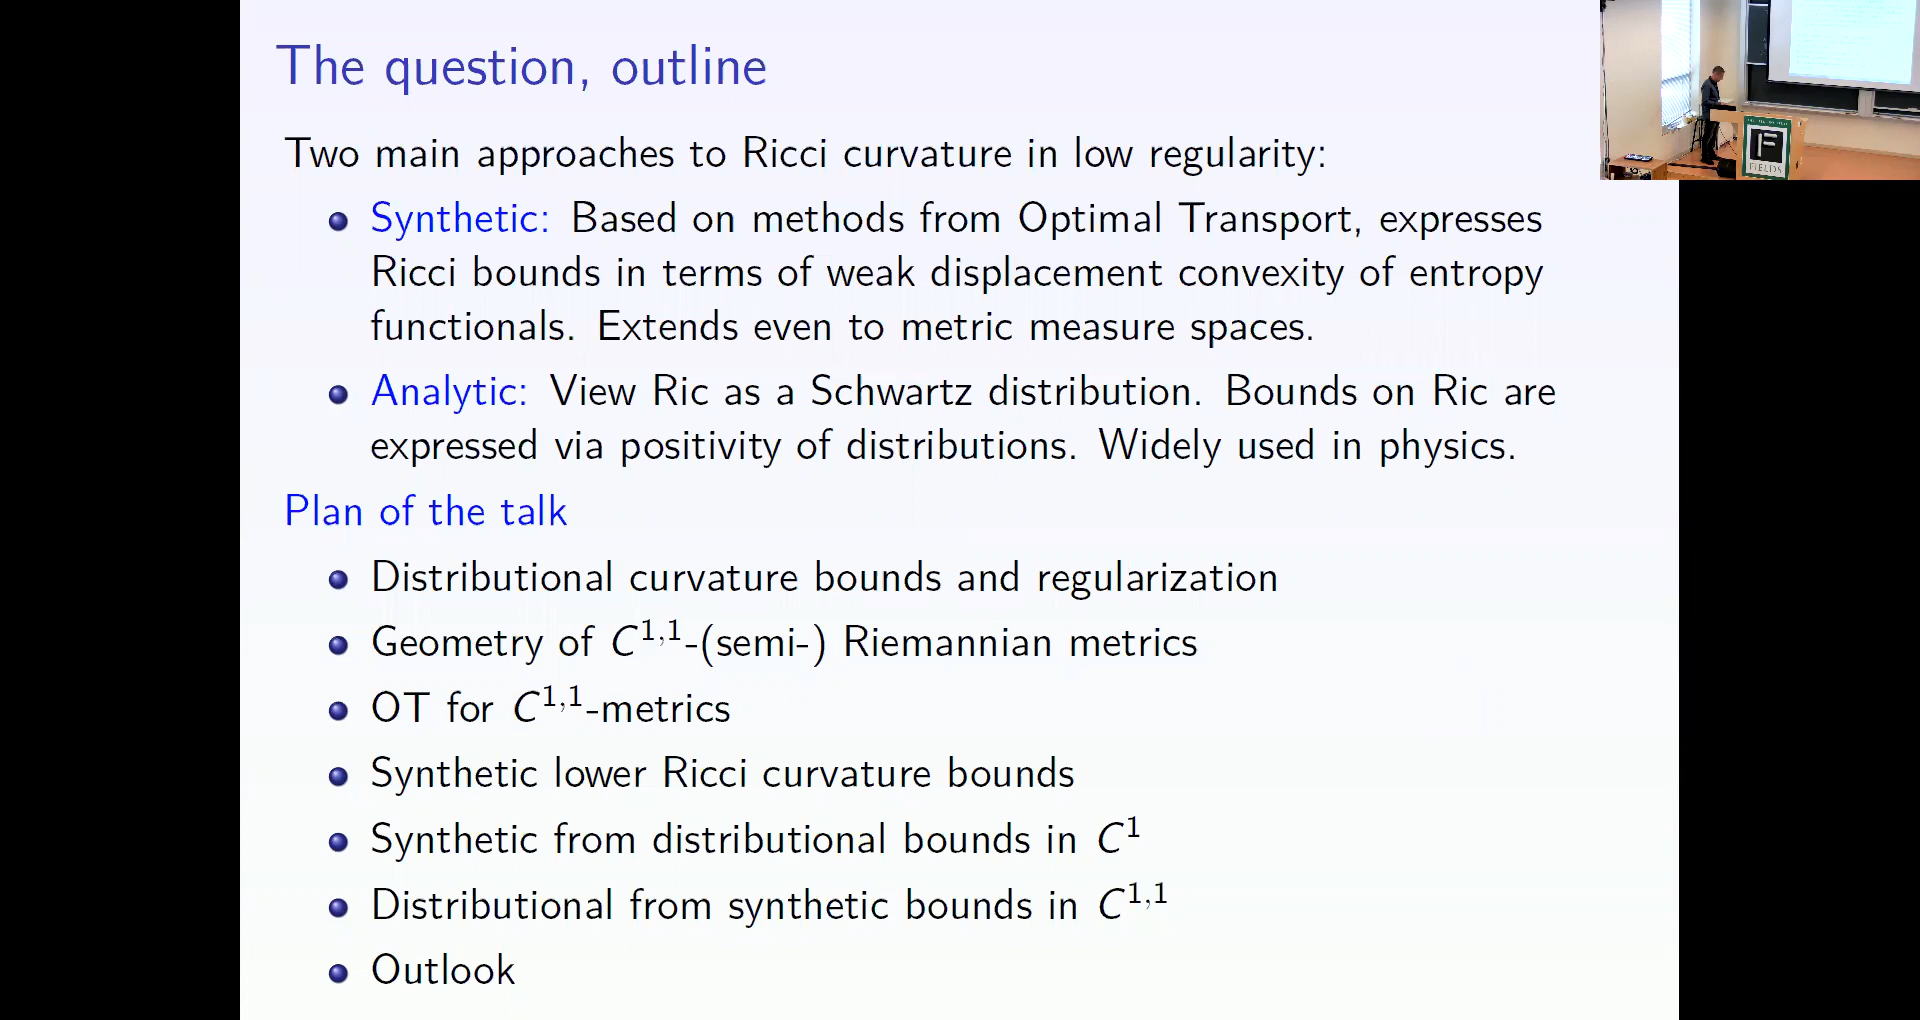 The question, outline
Two main approaches to Ricci curvature in low regularity:
Synthetic: Based on methods from Optimal Transport, expresses
Ricci bounds in terms of weak displacement convexity of entropy
functionals. Extends even to metric measure spaces.
Analytic: View Ric as a Schwartz distribution. Bounds on Ric are
expressed via positivity of distributions. Widely used in physics.
Plan of the talk
Distributional curvature bounds and regularization
Geometry of C^{1,1}-(semi-) Riemannian metrics
OT for C^{1,1}-metrics
Synthetic lower Ricci curvature bounds
Synthetic from distributional bounds in C^1
Distributional from synthetic bounds in C^{1,1}
Outlook
FIELDS